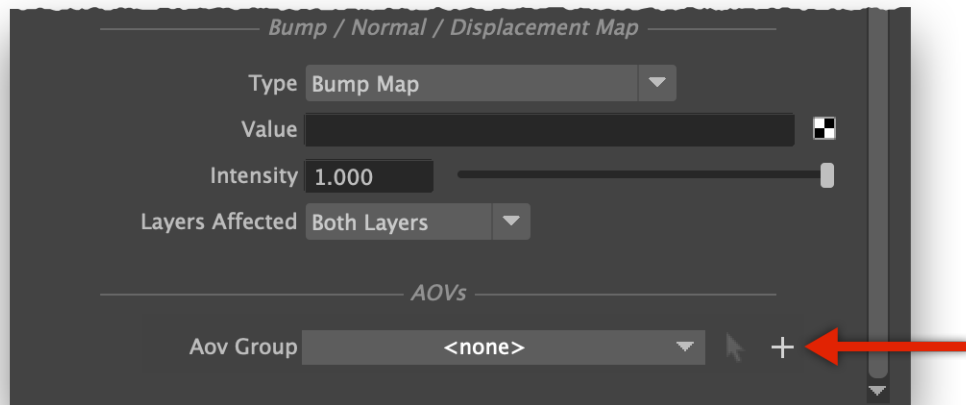 Bump / Normal / Displacement Map
Type Bump Map
Value
Intensity 1.000
Layers Affected Both Layers
AOVs
Aov Group <none>